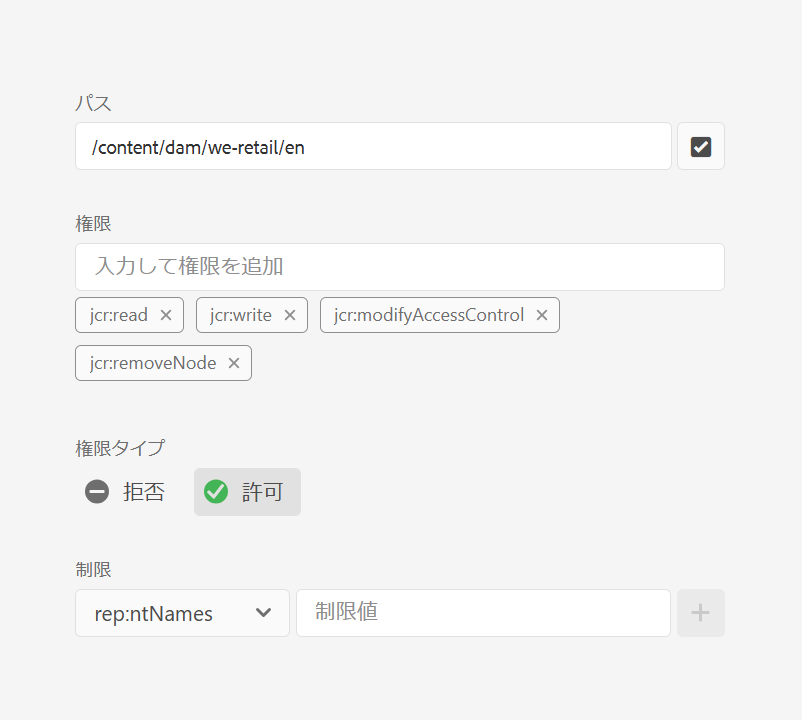 パス
/content/dam/we-retail/en
権限
入力して権限を追加
jcr:read × jcr:write × jcr:modifyAccessControl ×
jcr:removeNode ×
権限タイプ
拒否 許可
制限
rep:ntNames 制限値